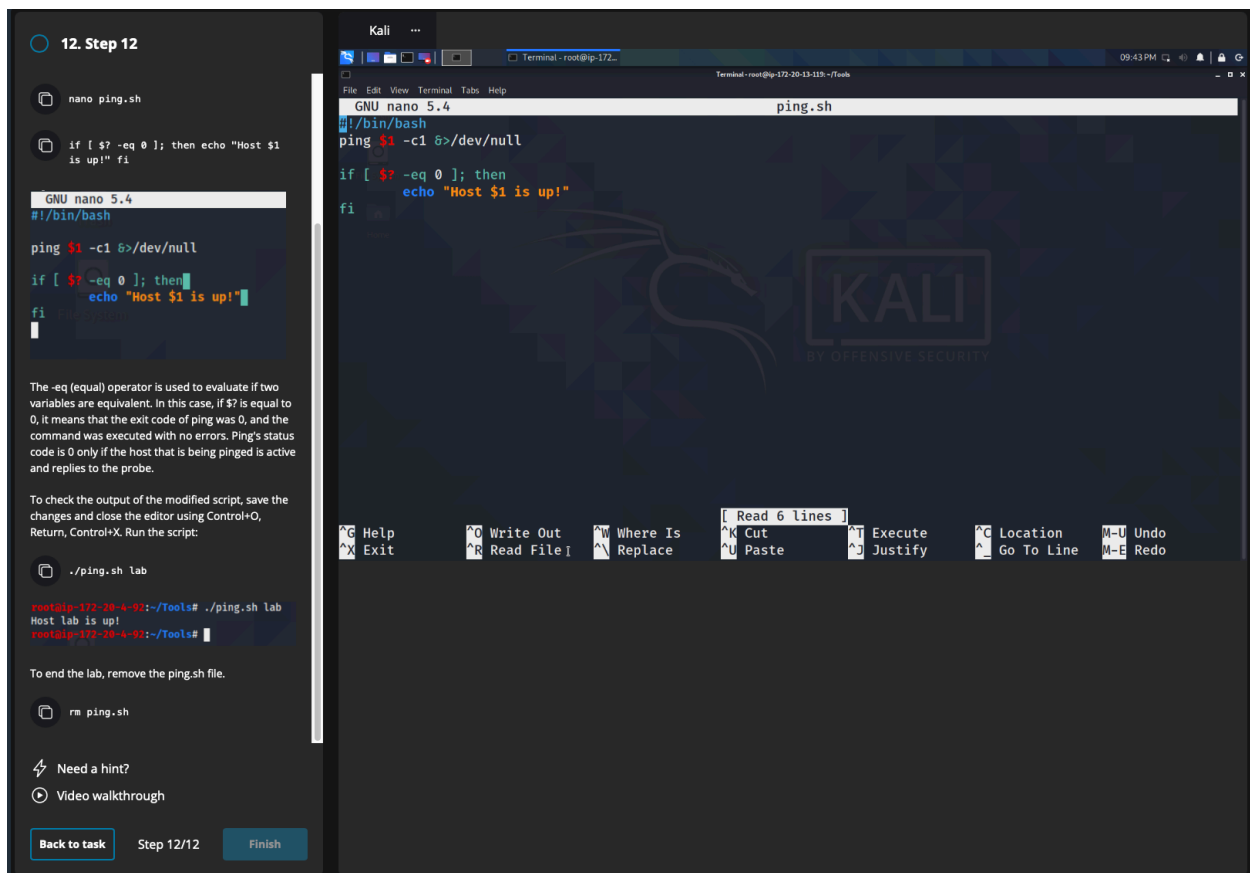 12. Step 12
nano ping.sh
if [ $? -eq 0 ]; then echo "Host $1
is up!" fi
GNU nano 5.4
#!/bin/bash
ping $1 -c1 &>/dev/null
if [ $? -eq 0 ]; then
echo "Host $1 is up!"
fi
The -eq (equal) operator is used to evaluate if two
variables are equivalent. In this case, if $? is equal to
0, it means that the exit code of ping was 0, and the
command was executed with no errors. Ping's status
code is 0 only if the host that is being pinged is active
and replies to the probe.
To check the output of the modified script, save the
changes and close the editor using Control+O,
Return, Control+X. Run the script:
./ping.sh lab
root@ip-172-20-4-92:~/Tools# ./ping.sh lab
Host lab is up!
root@ip-172-20-4-92:~/Tools#
To end the lab, remove the ping.sh file.
rm ping.sh
Need a hint?
Video walkthrough
Back to task
Step 12/12
Finish
Kali ...
Terminal - root@ip-172...
09:43 PM
Terminal - root@ip-172-20-13-119: ~/Tools
File Edit View Terminal Tabs Help
GNU nano 5.4 ping.sh
#!/bin/bash
ping $1 -c1 &>/dev/null
if [ $? -eq 0 ]; then
echo "Host $1 is up!"
fi
KALI
BY OFFENSIVE SECURITY
[ Read 6 lines ]
^G Help ^O Write Out ^W Where Is ^K Cut ^T Execute ^C Location M-U Undo
^X Exit ^R Read File ^\ Replace ^U Paste ^J Justify ^_ Go To Line M-E Redo